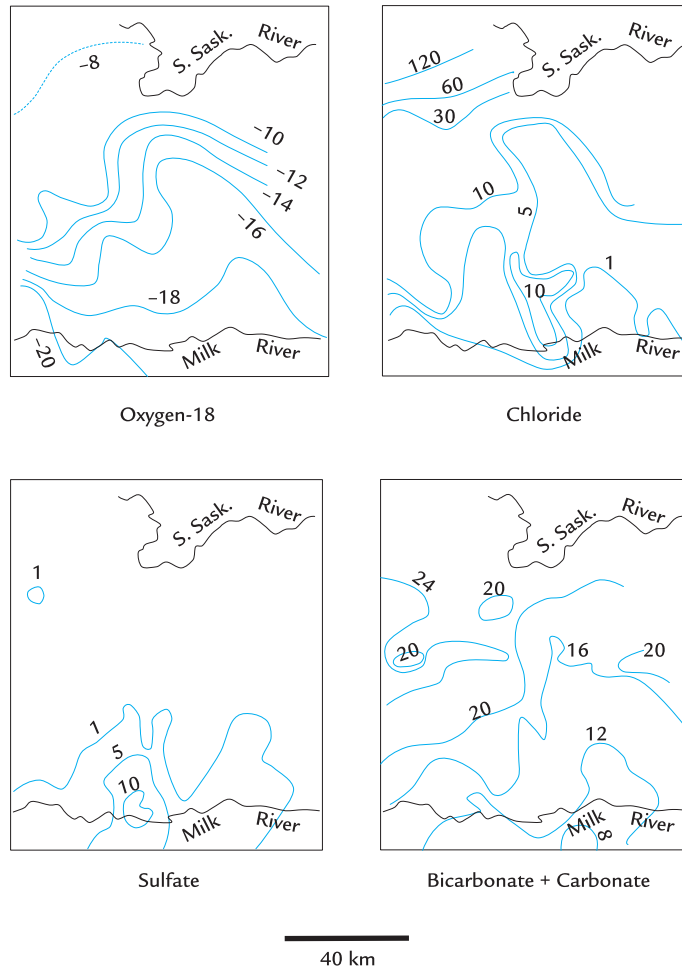 S. Sask. River
–8
–10
–12
–14
–16
–18
–20
Milk River
Oxygen-18
S. Sask. River
120
60
30
10
5
10
1
Milk River
Chloride
S. Sask. River
1
1
5
10
Milk River
Sulfate
S. Sask. River
24
20
20
16
20
20
12
Milk River
8
Bicarbonate + Carbonate
40 km